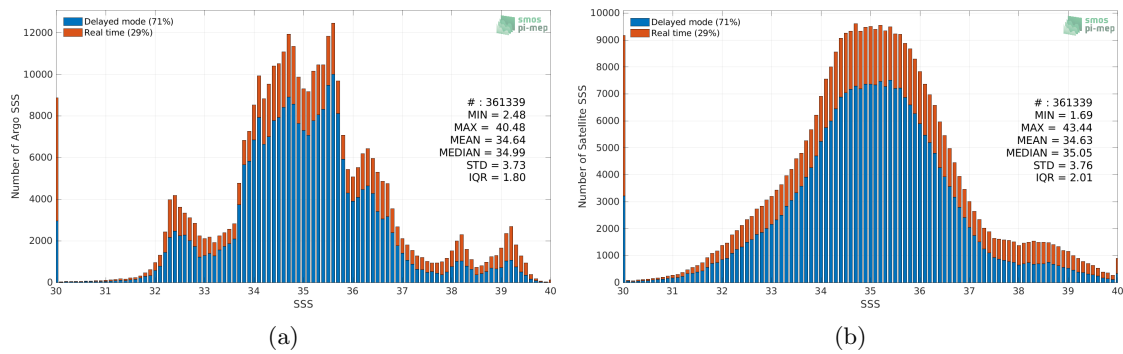 Delayed mode (71%)
Real time (29%)
smos
pi-mep
12000
10000
8000
6000
4000
2000
0
Number of Argo SSS
# : 361339
MIN = 2.48
MAX = 40.48
MEAN = 34.64
MEDIAN = 34.99
STD = 3.73
IQR = 1.80
30 31 32 33 34 35 36 37 38 39 40
SSS
(a)
Delayed mode (71%)
Real time (29%)
smos
pi-mep
10000
9000
8000
7000
6000
5000
4000
3000
2000
1000
0
Number of Satellite SSS
# : 361339
MIN = 1.69
MAX = 43.44
MEAN = 34.63
MEDIAN = 35.05
STD = 3.76
IQR = 2.01
30 31 32 33 34 35 36 37 38 39 40
SSS
(b)